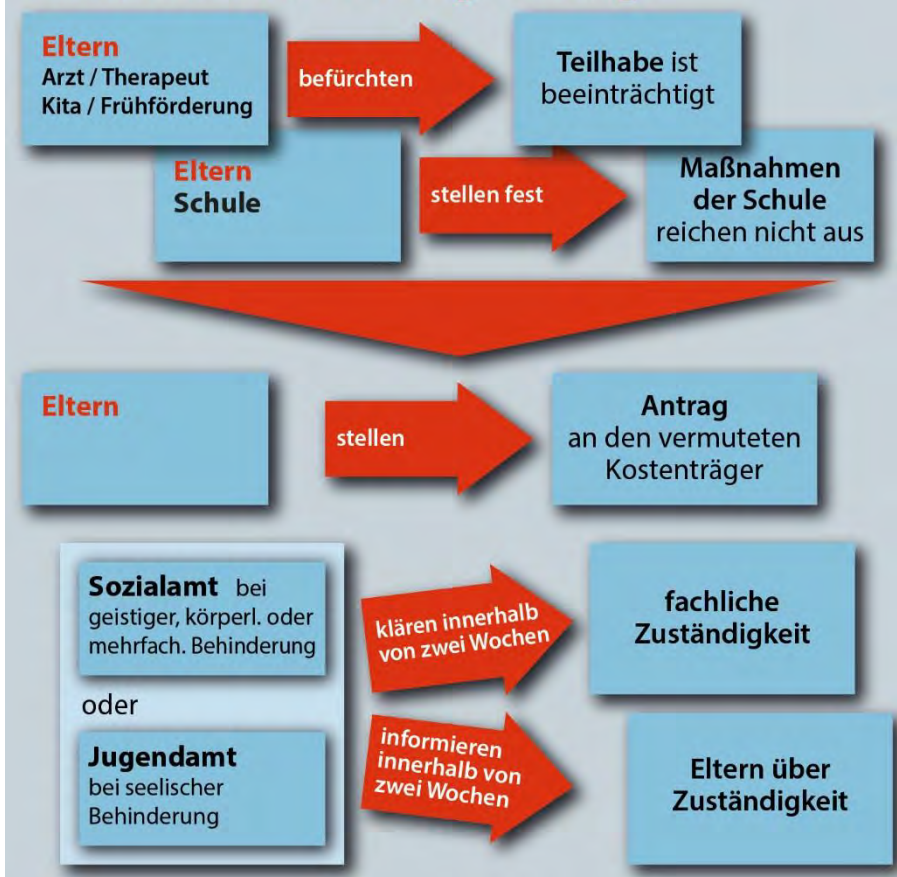 Eltern
Arzt / Therapeut
Kita / Frühförderung
befürchten
Teilhabe ist
beeinträchtigt
Eltern
Schule
stellen fest
Maßnahmen
der Schule
reichen nicht aus
Eltern
stellen
Antrag
an den vermuteten
Kostenträger
Sozialamt bei
geistiger, körperl. oder
mehrfach. Behinderung
oder
Jugendamt
bei seelischer
Behinderung
klären innerhalb
von zwei Wochen
fachliche
Zuständigkeit
informieren
innerhalb von
zwei Wochen
Eltern über
Zuständigkeit